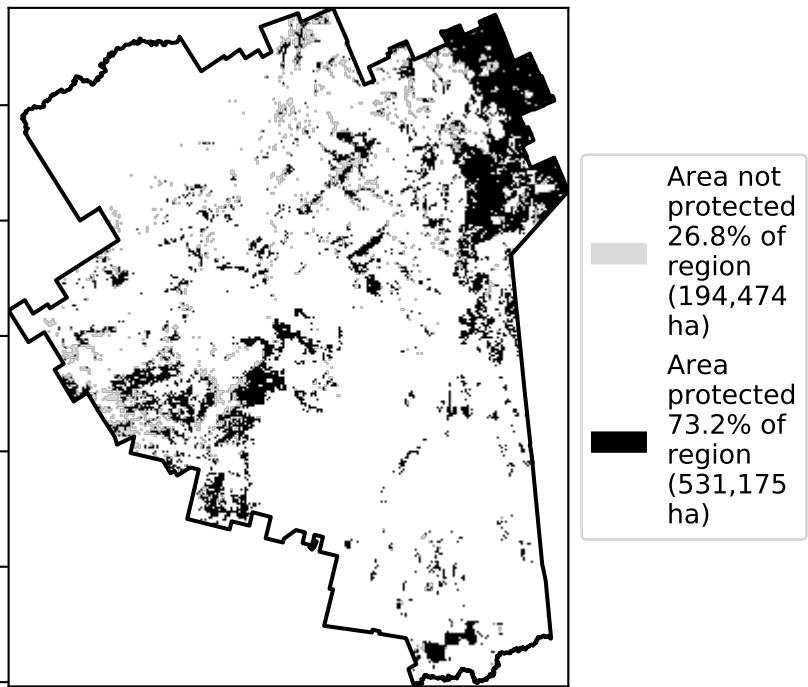 Area not
protected
26.8% of
region
(194,474
ha)
Area
protected
73.2% of
region
(531,175
ha)